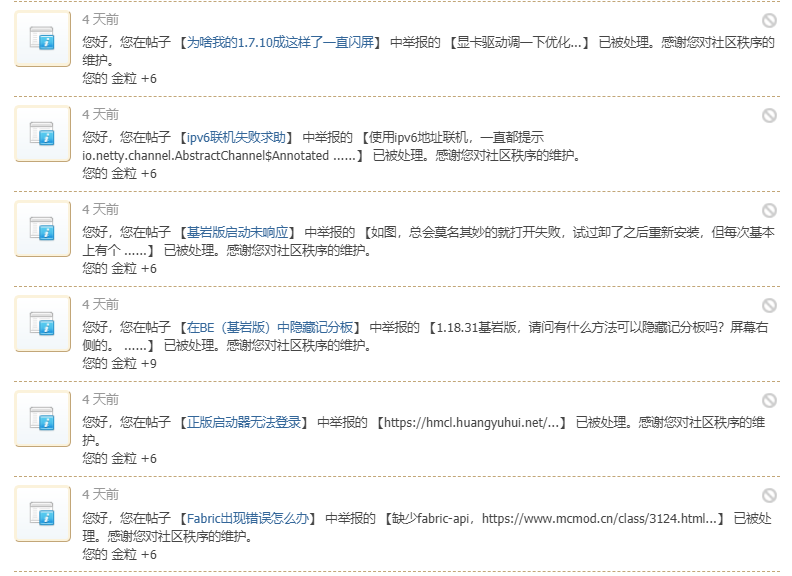 4 天前
您好，您在帖子 【为啥我的1.7.10成这样了一直闪屏】 中举报的 【显卡驱动调一下优化...】 已被处理。感谢您对社区秩序的
维护。
您的 金粒 +6
4 天前
您好，您在帖子 【ipv6联机失败求助】 中举报的 【使用ipv6地址联机，一直都提示
io.netty.channel.AbstractChannel$Annotated ......】 已被处理。感谢您对社区秩序的维护。
您的 金粒 +6
4 天前
您好，您在帖子 【基岩版启动未响应】 中举报的 【如图，总会莫名其妙的就打开失败，试过卸了之后重新安装，但每次基本
上有个 ......】 已被处理。感谢您对社区秩序的维护。
您的 金粒 +6
4 天前
您好，您在帖子 【在BE（基岩版）中隐藏记分板】 中举报的 【1.18.31基岩版，请问有什么方法可以隐藏记分板吗？屏幕右
侧的。 ......】 已被处理。感谢您对社区秩序的维护。
您的 金粒 +9
4 天前
您好，您在帖子 【正版启动器无法登录】 中举报的 【https://hmcl.huangyuhui.net/...】 已被处理。感谢您对社区秩序的维
护。
您的 金粒 +6
4 天前
您好，您在帖子 【Fabric出现错误怎么办】 中举报的 【缺少fabric-api，https://www.mcmod.cn/class/3124.html...】 已被处
理。感谢您对社区秩序的维护。
您的 金粒 +6